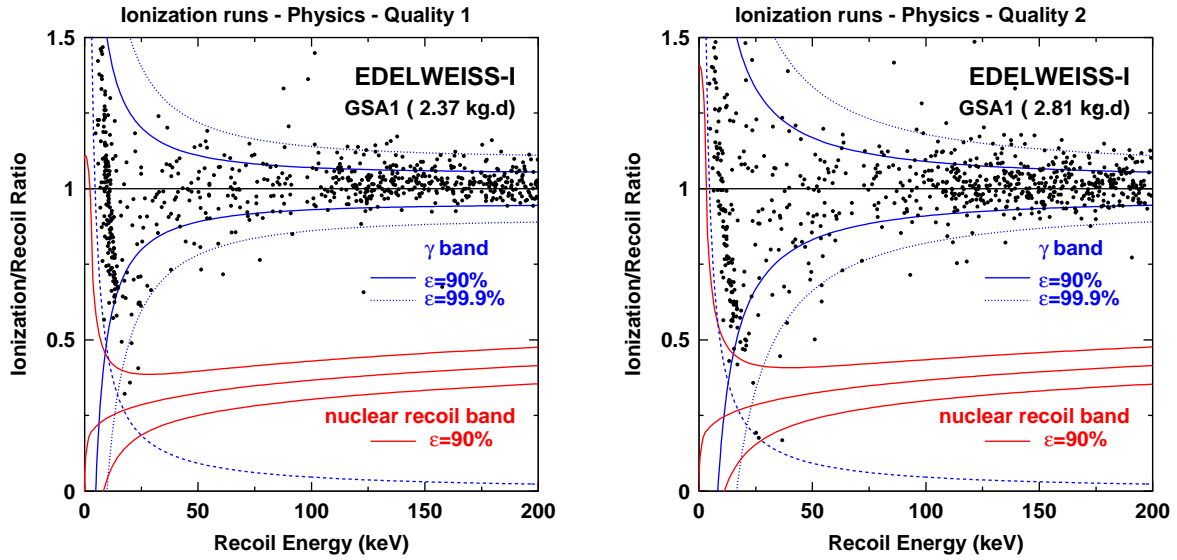 Ionization runs - Physics - Quality 1
Ionization/Recoil Ratio
1.5
1
0.5
0
EDELWEISS-I
GSA1 ( 2.37 kg.d)
γ band
ε=90%
ε=99.9%
nuclear recoil band
ε=90%
0 50 100 150 200
Recoil Energy (keV)
Ionization runs - Physics - Quality 2
Ionization/Recoil Ratio
1.5
1
0.5
0
EDELWEISS-I
GSA1 ( 2.81 kg.d)
γ band
ε=90%
ε=99.9%
nuclear recoil band
ε=90%
0 50 100 150 200
Recoil Energy (keV)